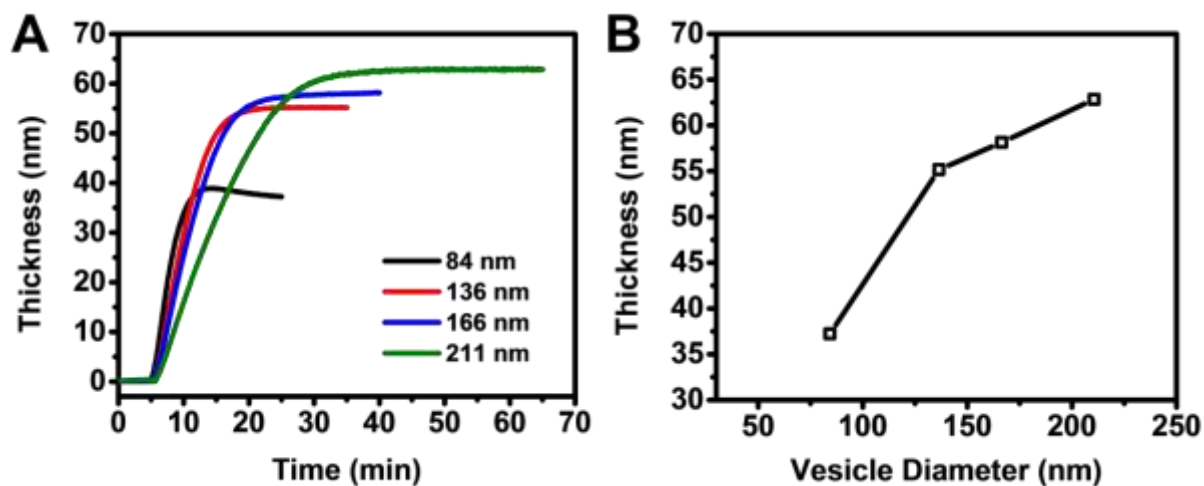 A
Thickness (nm)
70
60
50
40
30
20
10
0
84 nm
136 nm
166 nm
211 nm
0 10 20 30 40 50 60 70
Time (min)
B
Thickness (nm)
70
65
60
55
50
45
40
35
30
50 100 150 200 250
Vesicle Diameter (nm)